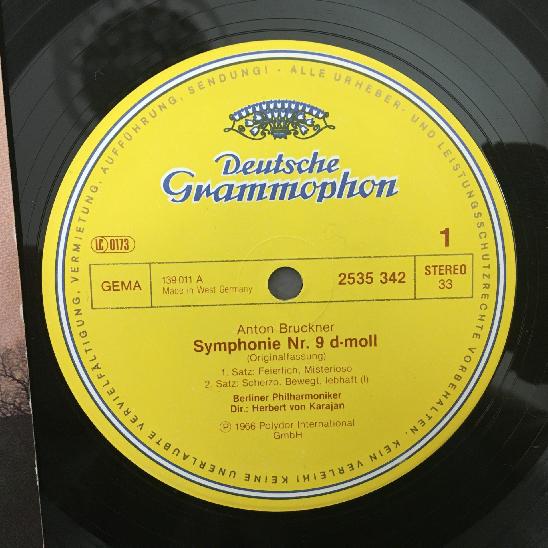 Deutsche
Grammophon
LC 0173
1
GEMA
139 011 A
Made in West Germany
2535 342
STEREO
33
Anton Bruckner
Symphonie Nr. 9 d-moll
(Originalfassung)
1. Satz: Feierlich, Misterioso
2. Satz: Scherzo. Bewegt, lebhaft (I)
Berliner Philharmoniker
Dir.: Herbert von Karajan
℗ 1966 Polydor International
GmbH
ALLE URHEBER- UND LEISTUNGSSCHUTZRECHTE VORBEHALTEN. KEIN VERLEIH! KEINE UNERLAUBTE VERVIELFÄLTIGUNG, VERMIETUNG, AUFFÜHRUNG, SENDUNG! ·